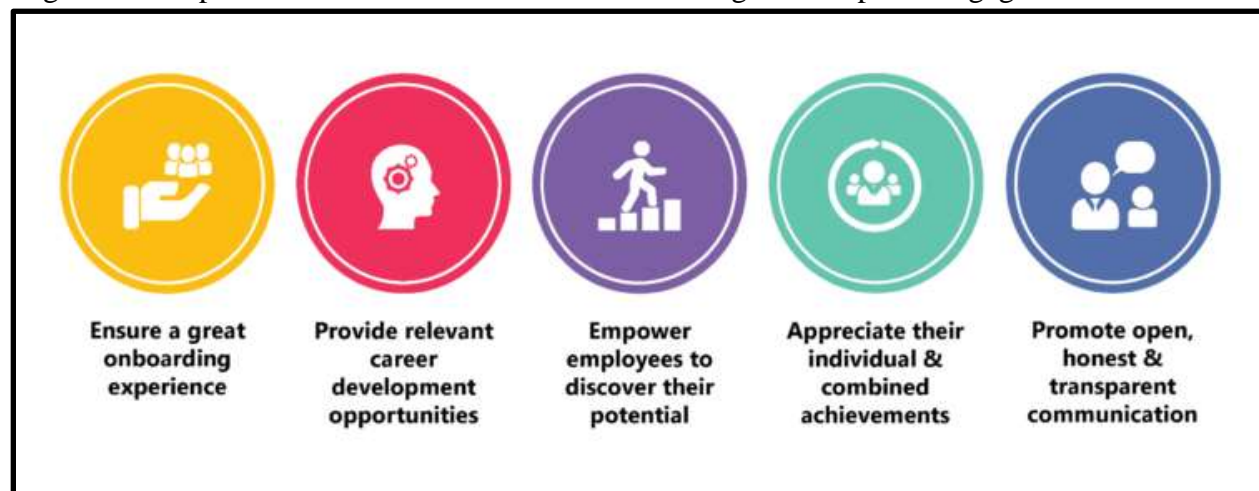 Ensure a great
onboarding
experience
Provide relevant
career
development
opportunities
Empower
employees to
discover their
potential
Appreciate their
individual &
combined
achievements
Promote open,
honest &
transparent
communication